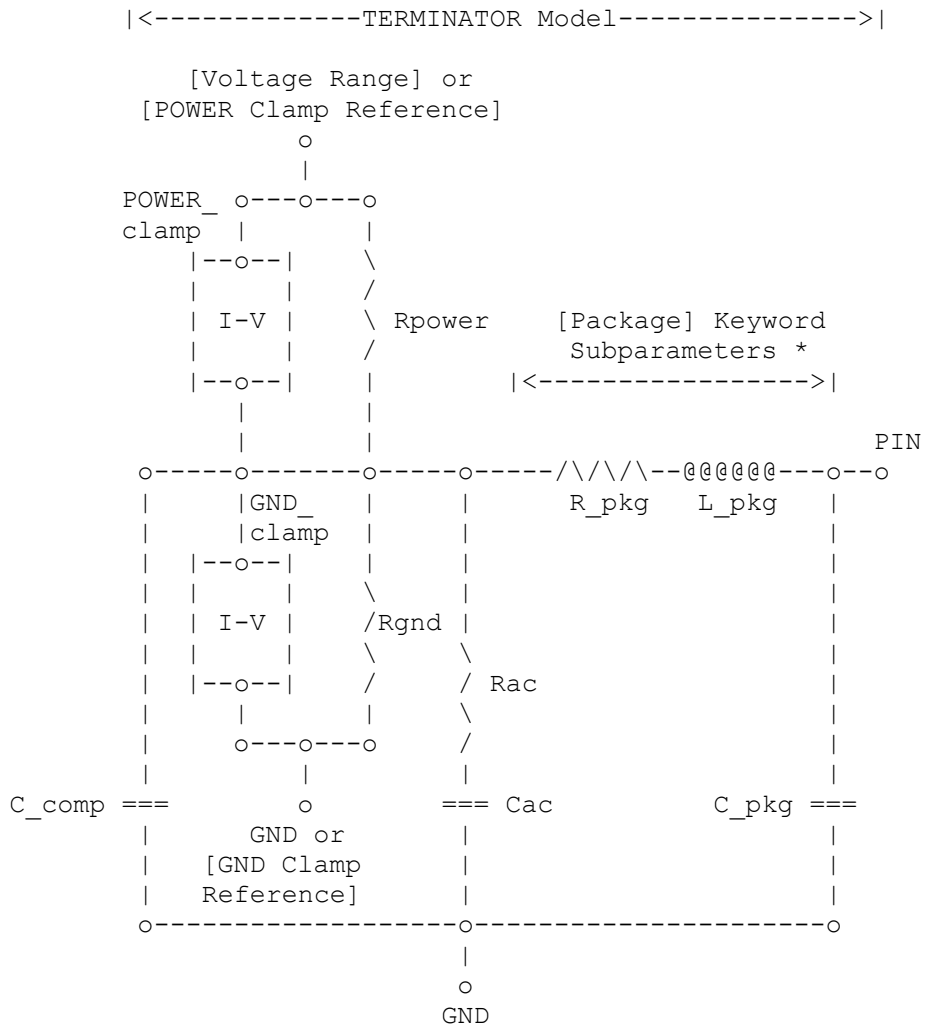 |<-------------TERMINATOR Model--------------->|
[Voltage Range] or
[POWER Clamp Reference]
o
|
POWER_ o---o---o
clamp | |
|--o--| \
| | /
| I-V | \ Rpower [Package] Keyword
| | / Subparameters *
|--o--| | |<----------------->|
| |
| | PIN
o-----o-------o-----o-----/\/\/\--@@@@@@---o--o
| |GND_ | | R_pkg L_pkg |
| |clamp | | |
| |--o--| | | |
| | | \ | |
| | I-V | /Rgnd | |
| | | \ \ |
| |--o--| / / Rac |
| | | \ |
| o---o---o / |
| | | |
C_comp === o === Cac C_pkg ===
| GND or | |
| [GND Clamp | |
| Reference] | |
o-------------------o----------------------o
|
o
GND